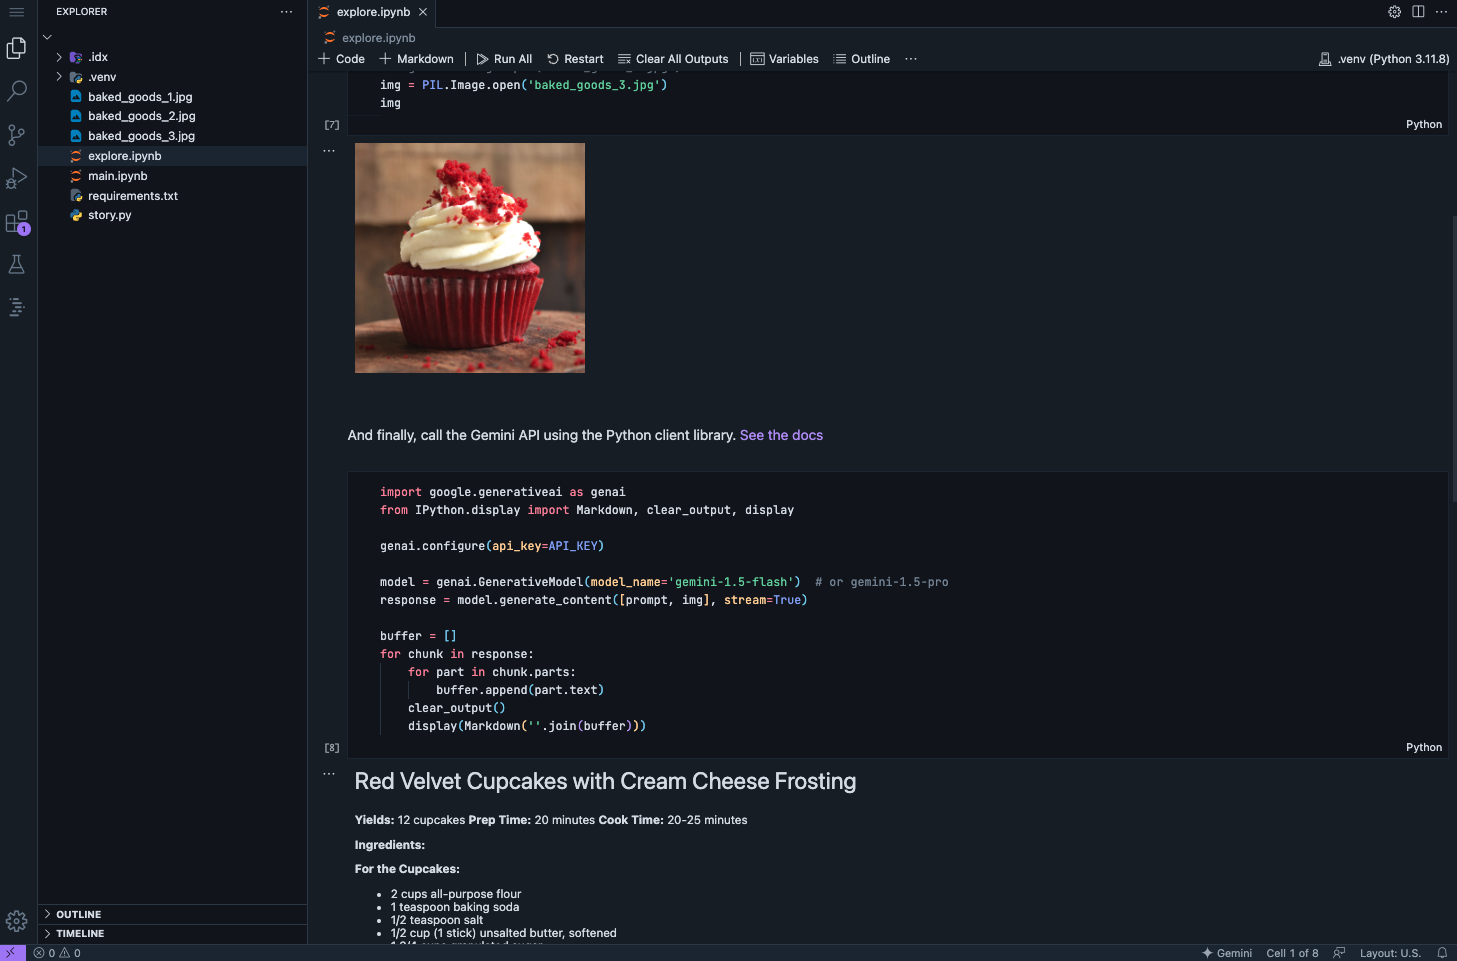 EXPLORER
.idx
.venv
baked_goods_1.jpg
baked_goods_2.jpg
baked_goods_3.jpg
explore.ipynb
main.ipynb
requirements.txt
story.py
OUTLINE
TIMELINE
explore.ipynb
explore.ipynb
Code Markdown Run All Restart Clear All Outputs Variables Outline .venv (Python 3.11.8)
img = PIL.Image.open('baked_goods_3.jpg')
img
[7] Python
And finally, call the Gemini API using the Python client library. See the docs
import google.generativeai as genai
from IPython.display import Markdown, clear_output, display
genai.configure(api_key=API_KEY)
model = genai.GenerativeModel(model_name='gemini-1.5-flash')  # or gemini-1.5-pro
response = model.generate_content([prompt, img], stream=True)
buffer = []
for chunk in response:
for part in chunk.parts:
buffer.append(part.text)
clear_output()
display(Markdown(''.join(buffer)))
[8] Python
Red Velvet Cupcakes with Cream Cheese Frosting
Yields: 12 cupcakes Prep Time: 20 minutes Cook Time: 20-25 minutes
Ingredients:
For the Cupcakes:
• 2 cups all-purpose flour
• 1 teaspoon baking soda
• 1/2 teaspoon salt
• 1/2 cup (1 stick) unsalted butter, softened
1
0 0 Gemini Cell 1 of 8 Layout: U.S.